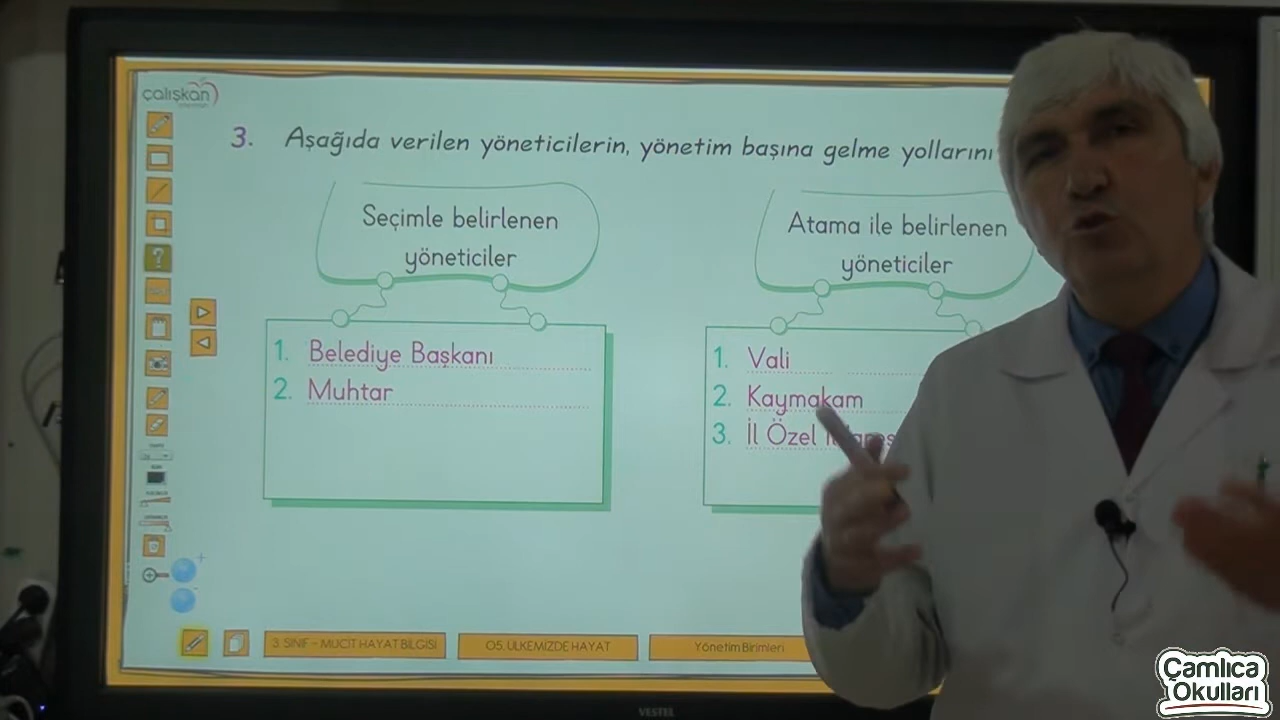 çalışkan
3. Aşağıda verilen yöneticilerin, yönetim başına gelme yollarını
Seçimle belirlenen
yöneticiler
Atama ile belirlenen
yöneticiler
1. Belediye Başkanı
2. Muhtar
1. Vali
2. Kaymakam
3. İl Özel
3. SINIF - MUCİT HAYAT BİLGİSİ
05. ÜLKEMİZDE HAYAT
Yönetim Birimleri
VESTEL
Çamlıca
Okulları